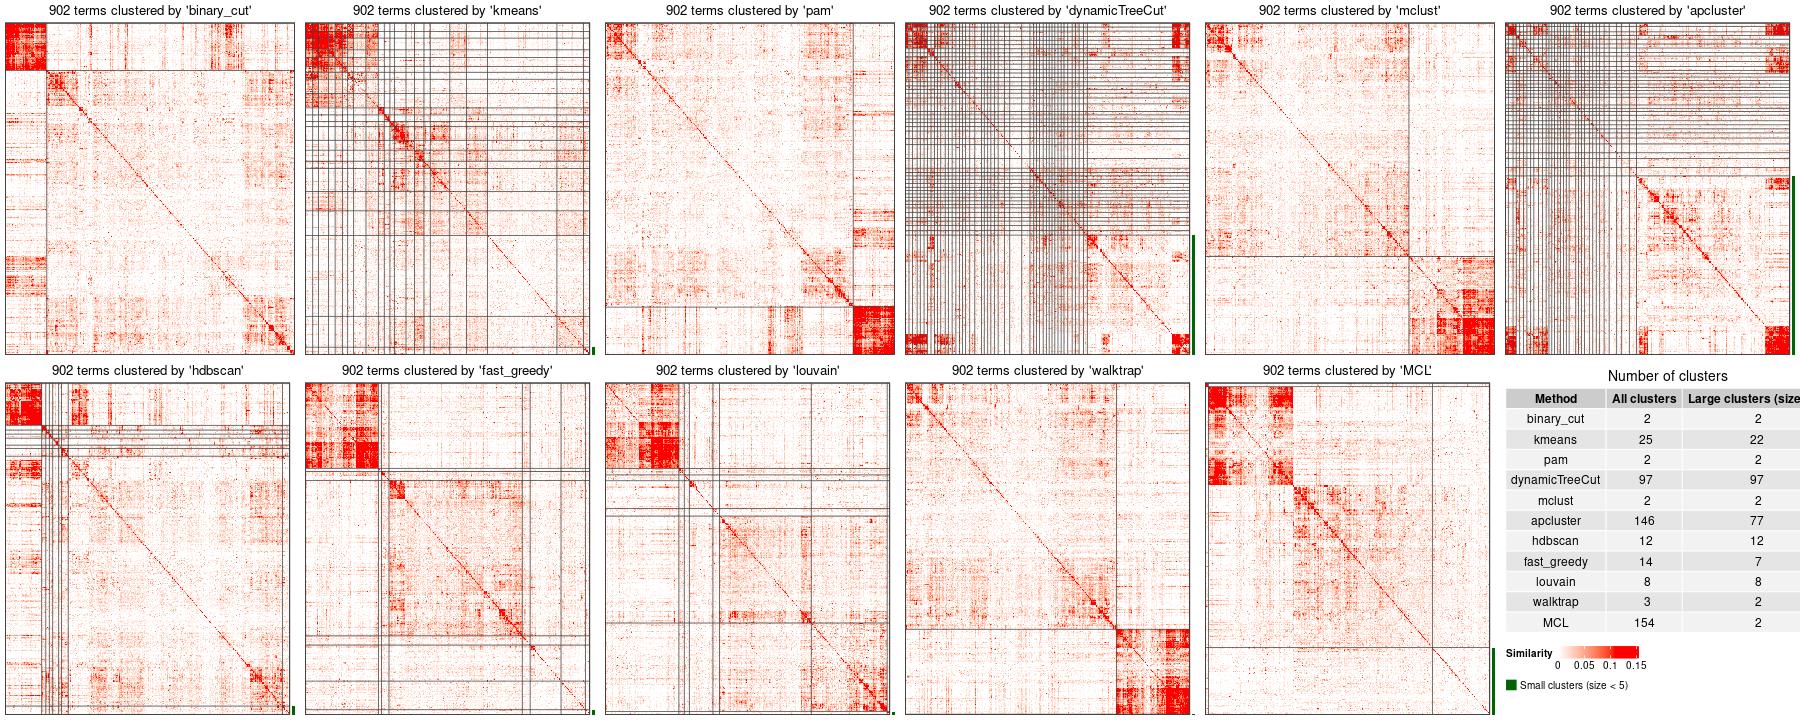 902 terms clustered by 'binary_cut'
902 terms clustered by 'kmeans'
902 terms clustered by 'pam'
902 terms clustered by 'dynamicTreeCut'
902 terms clustered by 'mclust'
902 terms clustered by 'apcluster'
902 terms clustered by 'hdbscan'
902 terms clustered by 'fast_greedy'
902 terms clustered by 'louvain'
902 terms clustered by 'walktrap'
902 terms clustered by 'MCL'
Number of clusters
Method All clusters Large clusters (size
binary_cut 2 2
kmeans 25 22
pam 2 2
dynamicTreeCut 97 97
mclust 2 2
apcluster 146 77
hdbscan 12 12
fast_greedy 14 7
louvain 8 8
walktrap 3 2
MCL 154 2
Similarity
0 0.05 0.1 0.15
Small clusters (size < 5)